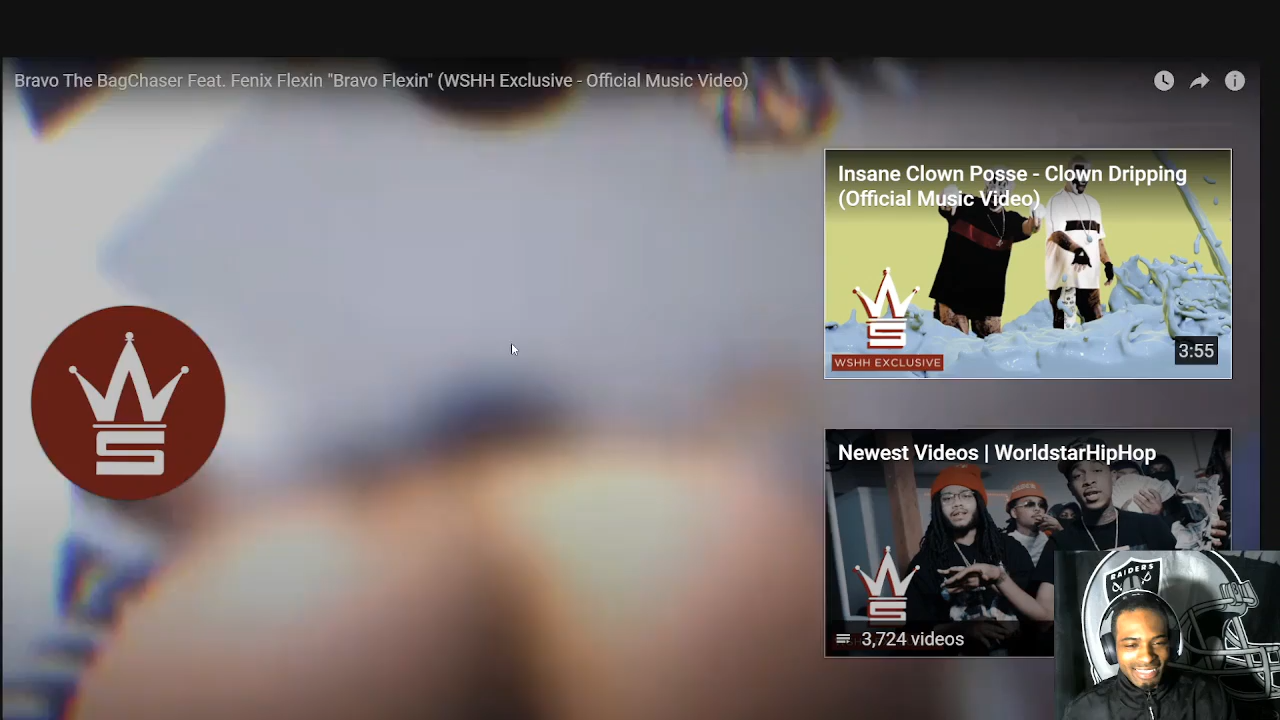 Bravo The BagChaser Feat. Fenix Flexin "Bravo Flexin" (WSHH Exclusive - Official Music Video)
Insane Clown Posse - Clown Dripping
(Official Music Video)
WSHH EXCLUSIVE
3:55
WS
Newest Videos | WorldstarHipHop
3,724 videos
RAIDERS